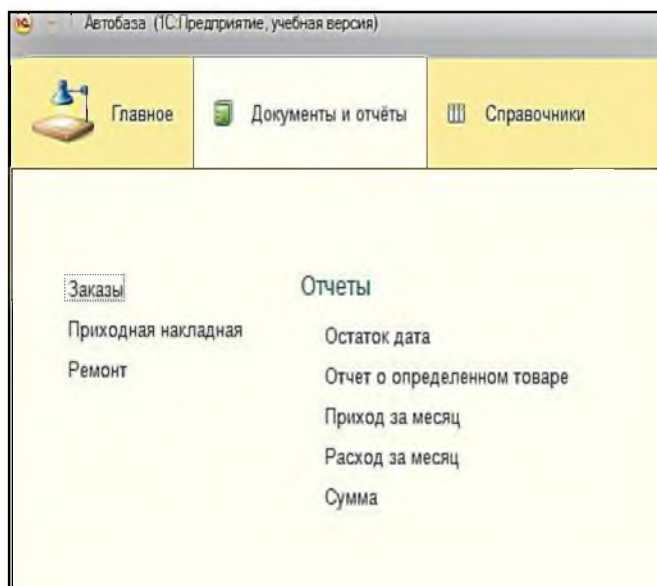 Автобаза (1С:Предприятие, учебная версия)
Главное
Документы и отчёты
Справочники
Заказы
Приходная накладная
Ремонт
Отчеты
Остаток дата
Отчет о определенном товаре
Приход за месяц
Расход за месяц
Сумма